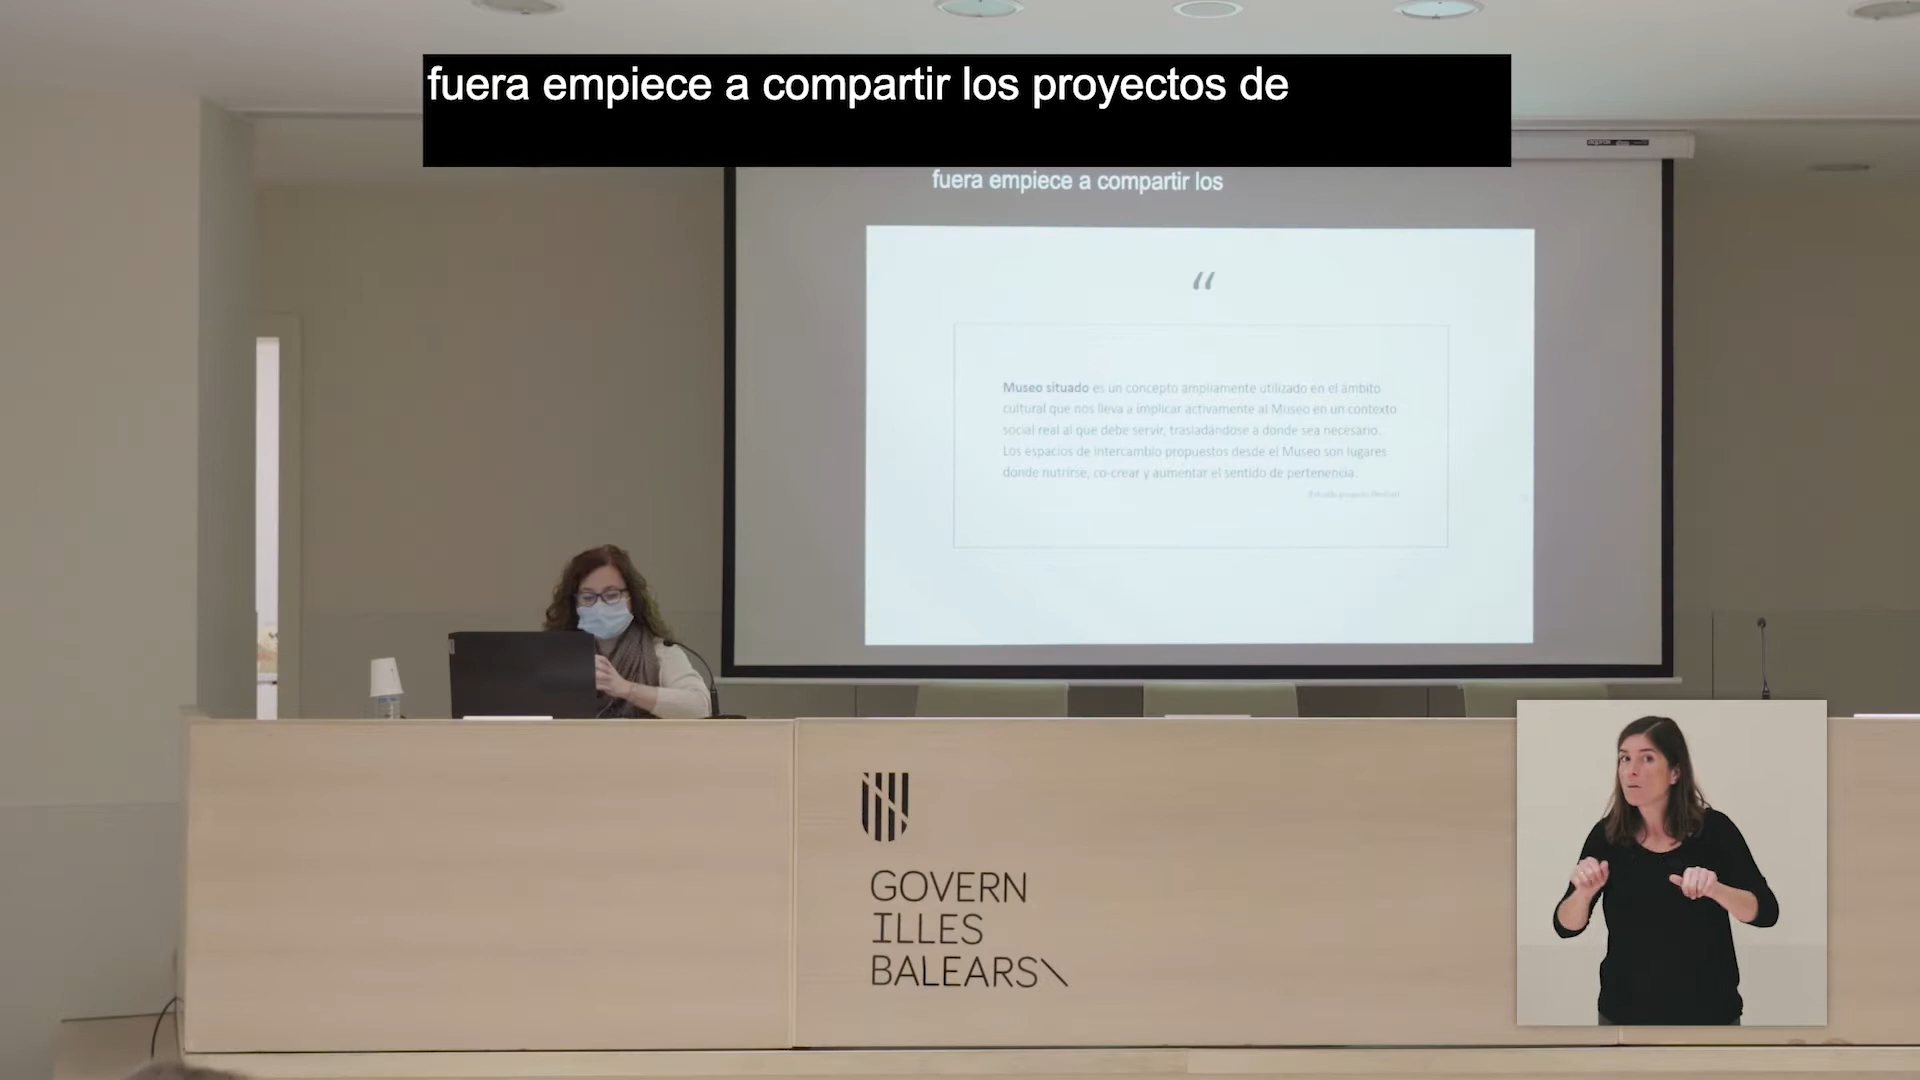 fuera empiece a compartir los proyectos de
fuera empiece a compartir los
“
Museo situado es un concepto ampliamente utilizado en el ámbito
cultural que nos lleva a implicar activamente al Museo en un contexto
social real al que debe servir, trasladándose a donde sea necesario.
Los espacios de intercambio propuestos desde el Museo son lugares
donde nutrirse, co-crear y aumentar el sentido de pertenencia.
GOVERN
ILLES
BALEARS\